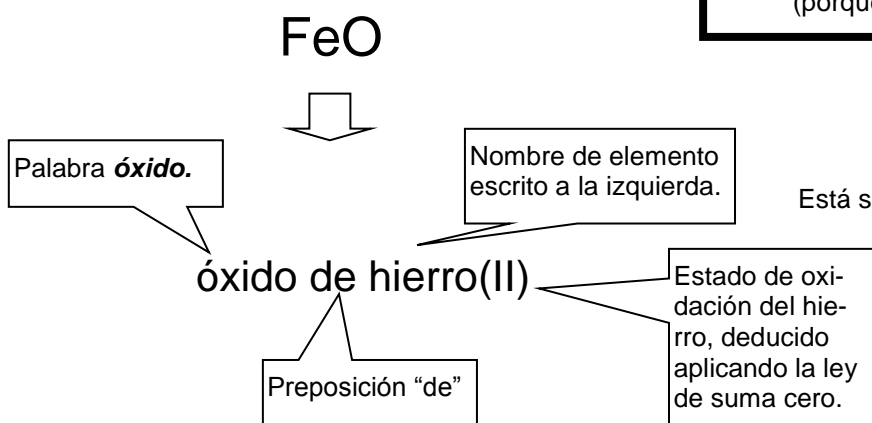 (porque
FeO
Palabra óxido.
Nombre de elemento
escrito a la izquierda.
Está s
óxido de hierro(II)
Estado de oxi-
dación del hie-
rro, deducido
aplicando la ley
de suma cero.
Preposición “de”